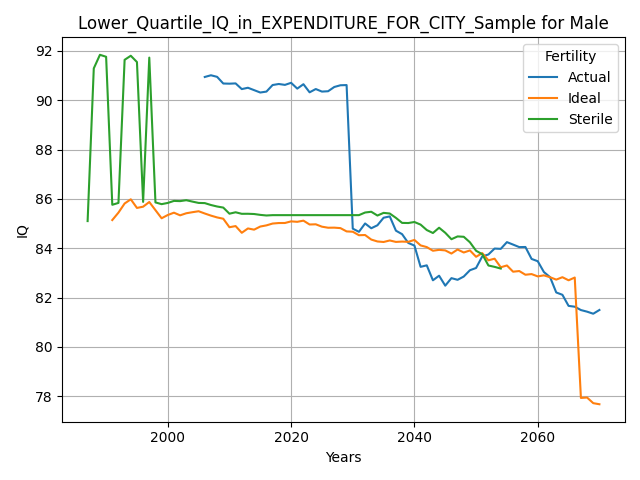 Lower_Quartile_IQ_in_EXPENDITURE_FOR_CITY_Sample for Male
Fertility
Actual
Ideal
Sterile
92
90
88
86
84
82
80
78
IQ
2000
2020
2040
2060
Years